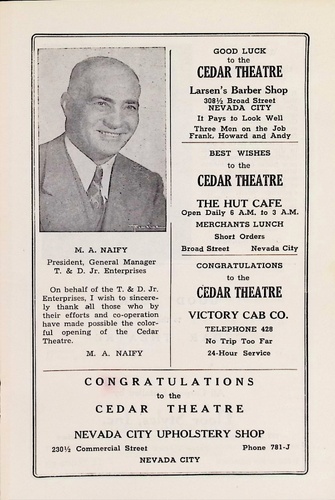 M. A. NAIFY
President, General Manager
T. & D. Jr. Enterprises
On behalf of the T. & D. Jr.
Enterprises, I wish to sincere-
ly thank all those who by
their efforts and co-operation
have made possible the color-
ful opening of the Cedar
Theatre.
M. A. NAIFY
GOOD LUCK
to the
CEDAR THEATRE
Larsen's Barber Shop
308½ Broad Street
NEVADA CITY
It Pays to Look Well
Three Men on the Job
Frank, Howard and Andy
BEST WISHES
to the
CEDAR THEATRE
THE HUT CAFE
Open Daily 6 A.M. to 3 A.M.
MERCHANTS LUNCH
Short Orders
Broad Street Nevada City
CONGRATULATIONS
to the
CEDAR THEATRE
VICTORY CAB CO.
TELEPHONE 428
No Trip Too Far
24-Hour Service
CONGRATULATIONS
to the
CEDAR THEATRE
NEVADA CITY UPHOLSTERY SHOP
230½ Commercial Street Phone 781-J
NEVADA CITY